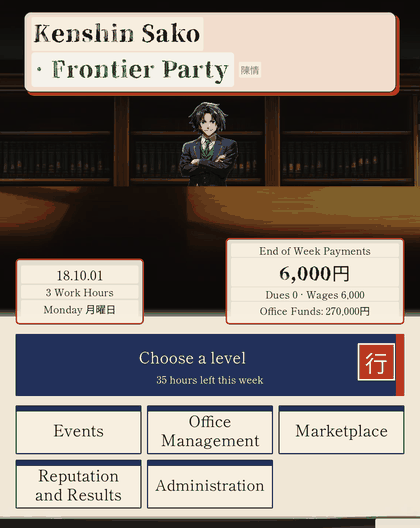 Kenshin Sako
· Frontier Party 陳情
18.10.01
3 Work Hours
Monday 月曜日
End of Week Payments
6,000円
Dues 0 · Wages 6,000
Office Funds: 270,000円
Choose a level
35 hours left this week
行
Events
Office
Management
Marketplace
Reputation
and Results
Administration